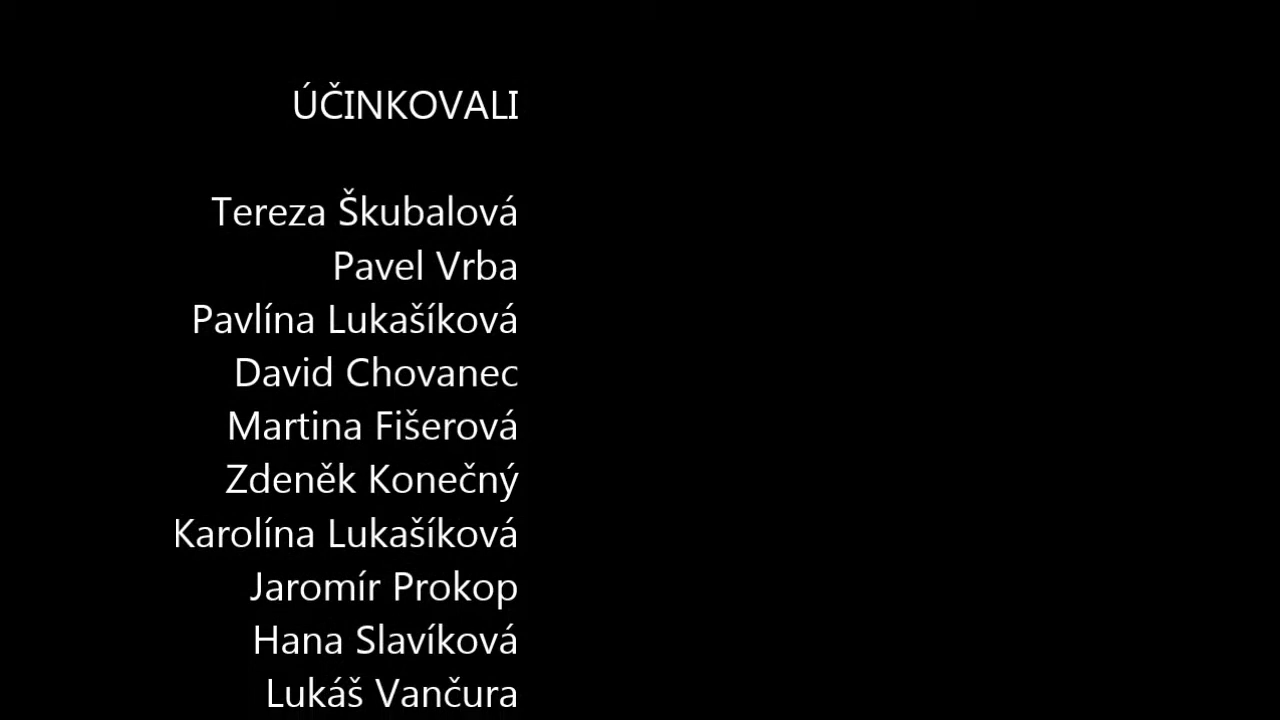 ÚČINKOVALI
Tereza Škubalová
Pavel Vrba
Pavlína Lukašíková
David Chovanec
Martina Fišerová
Zdeněk Konečný
Karolína Lukašíková
Jaromír Prokop
Hana Slavíková
Lukáš Vančura